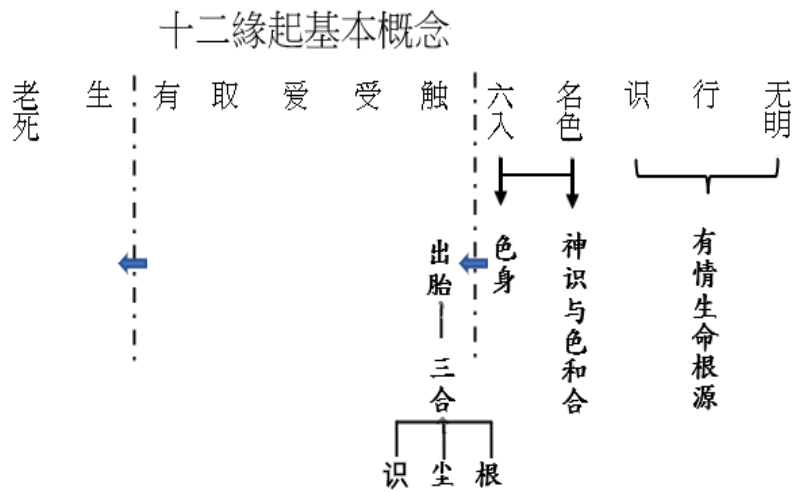 十二緣起基本概念
无明
行
识
名色
六入
触
受
爱
取
有
生
老死
有情生命根源
神识与色和合
色身
出胎
三合
根
尘
识